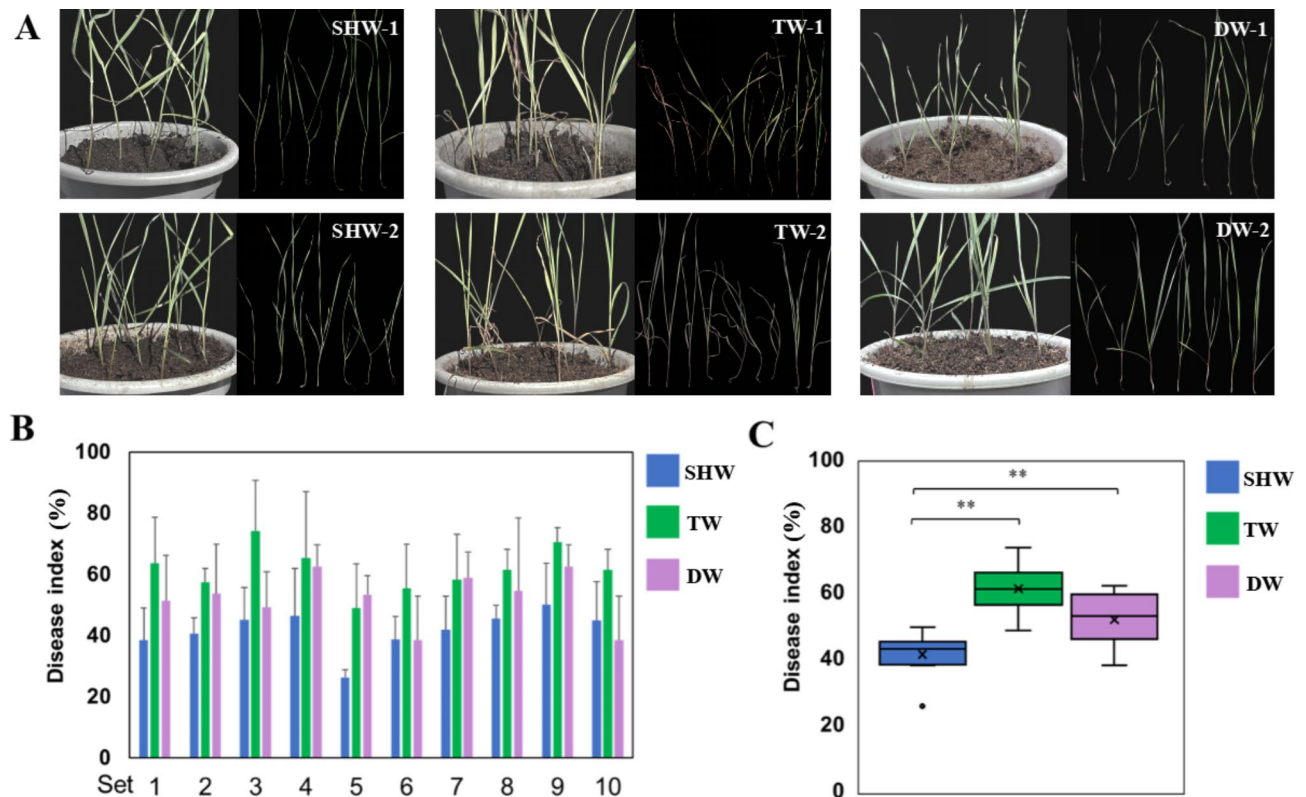 A
SHW-1
TW-1
DW-1
SHW-2
TW-2
DW-2
B
Disease index (%)
100
80
60
40
20
0
Set 1 2 3 4 5 6 7 8 9 10
SHW
TW
DW
C
Disease index (%)
100
80
60
40
20
0
**
**
SHW
TW
DW